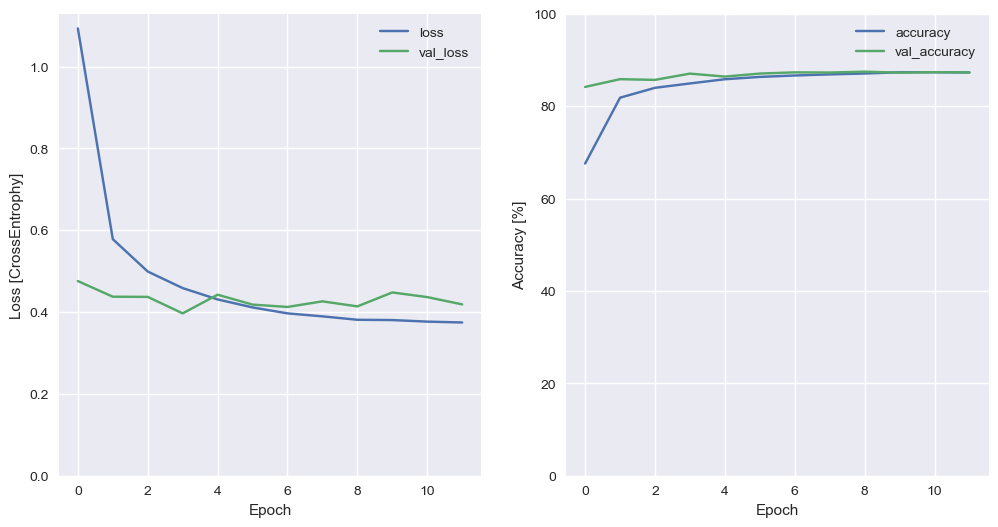 loss
val_loss
1.0
0.8
0.6
0.4
0.2
0.0
0 2 4 6 8 10
Epoch
Loss [CrossEntrophy]
accuracy
val_accuracy
100
80
60
40
20
0
0 2 4 6 8 10
Epoch
Accuracy [%]